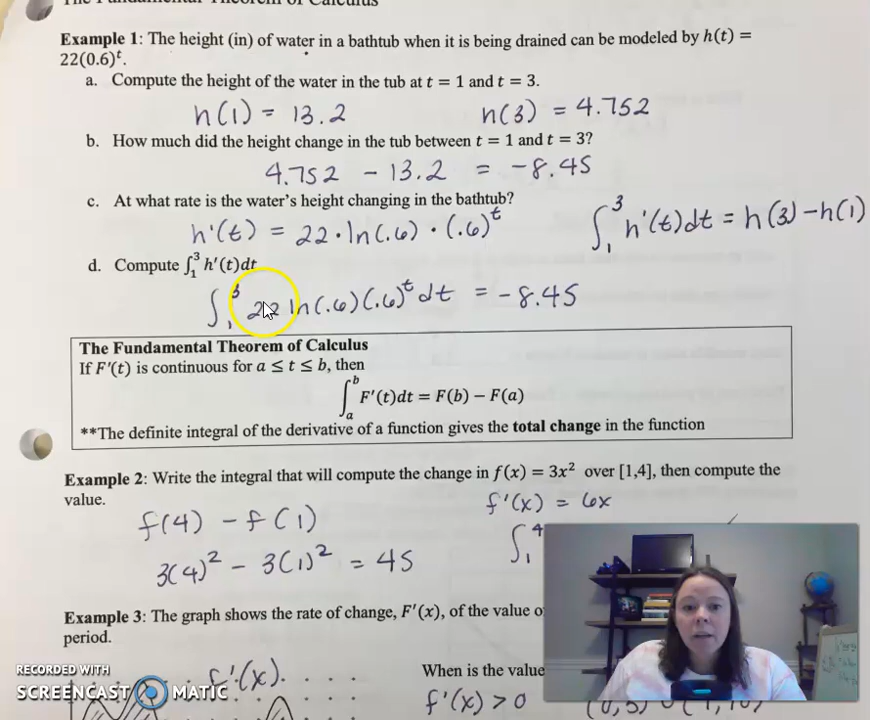 The Fundamental Theorem of Calculus
Example 1: The height (in) of water in a bathtub when it is being drained can be modeled by h(t) =
22(0.6)^t.
a. Compute the height of the water in the tub at t = 1 and t = 3.
h(1) = 13.2 h(3) = 4.752
b. How much did the height change in the tub between t = 1 and t = 3?
4.752 - 13.2 = -8.45
c. At what rate is the water's height changing in the bathtub?
h'(t) = 22·ln(.6)·(.6)^t ∫₁³ h'(t)dt = h(3) - h(1)
d. Compute ∫₁³ h'(t)dt
∫₁³ 22 ln(.6)(.6)^t dt = -8.45
The Fundamental Theorem of Calculus
If F'(t) is continuous for a ≤ t ≤ b, then
∫ₐᵇ F'(t)dt = F(b) − F(a)
**The definite integral of the derivative of a function gives the total change in the function
Example 2: Write the integral that will compute the change in f(x) = 3x² over [1,4], then compute the
value.
f'(x) = 6x
f(4) - f(1)
∫₁⁴
3(4)² - 3(1)² = 45
Example 3: The graph shows the rate of change, F'(x), of the value o
period.
RECORDED WITH
SCREENCAST MATIC
f'(x).
When is the value
f'(x) > 0